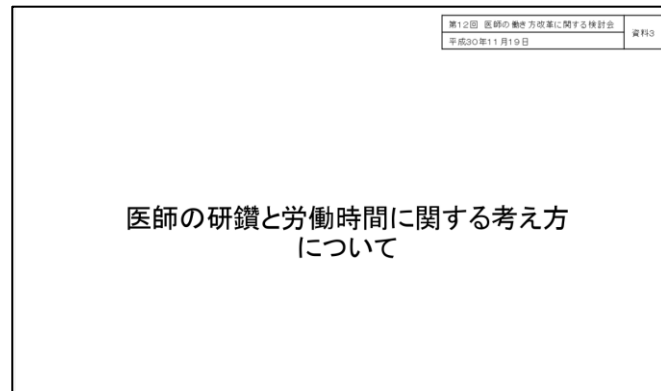 第12回 医師の働き方改革に関する検討会
平成30年11月19日
資料3
医師の研鑽と労働時間に関する考え方
について